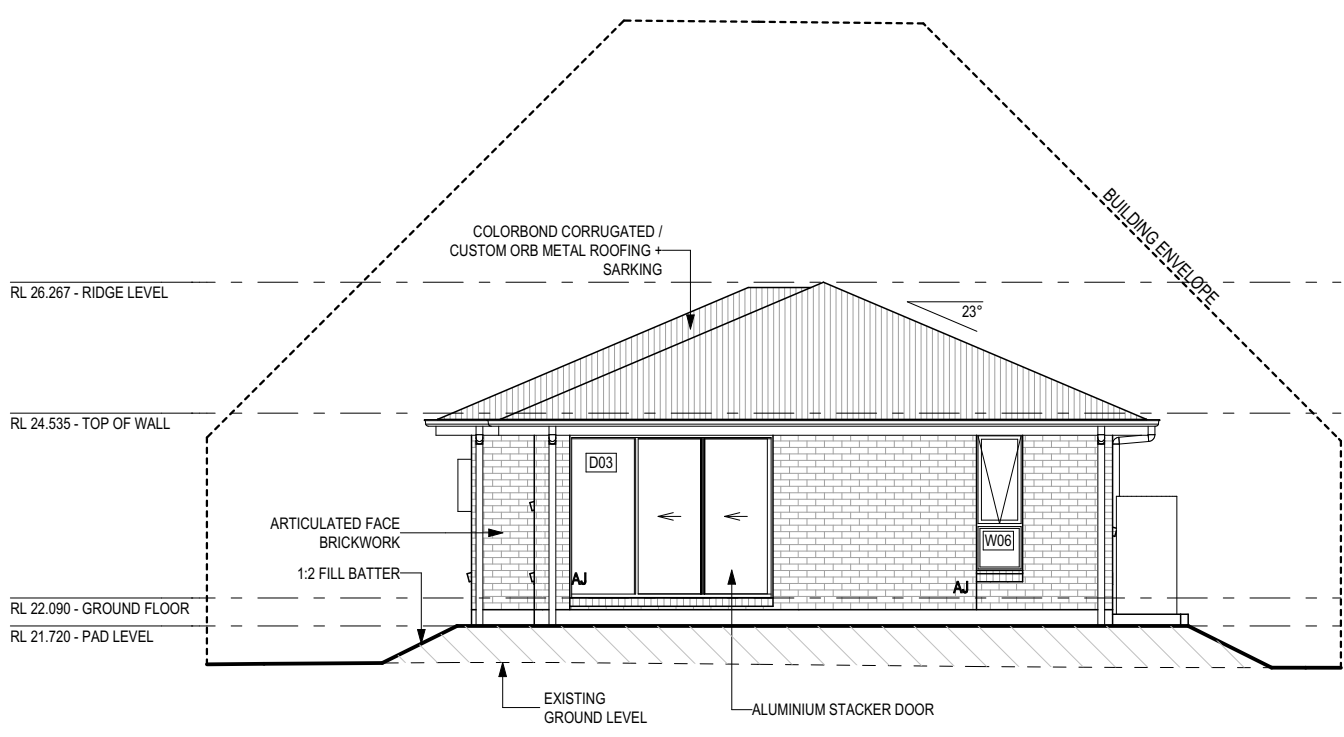 COLORBOND CORRUGATED /
CUSTOM ORB METAL ROOFING +
SARKING
BUILDING ENVELOPE
RL 26.267 - RIDGE LEVEL
23°
RL 24.535 - TOP OF WALL
D03
ARTICULATED FACE
BRICKWORK
W06
1:2 FILL BATTER
AJ
AJ
RL 22.090 - GROUND FLOOR
RL 21.720 - PAD LEVEL
EXISTING
GROUND LEVEL
ALUMINIUM STACKER DOOR